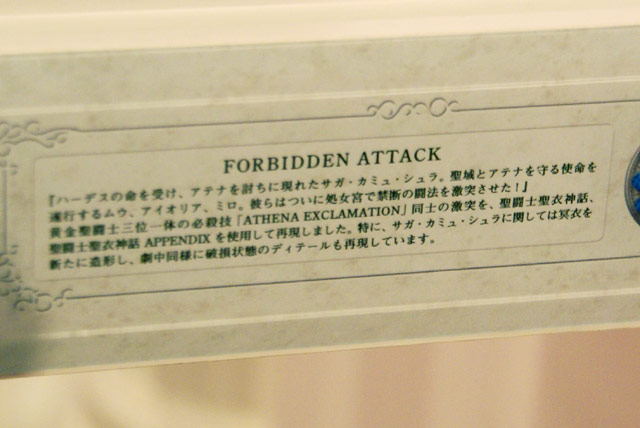 FORBIDDEN ATTACK
『ハーデスの命を受け、アテナを討ちに現れたサガ・カミュ・シュラ。聖域とアテナを守る使命を
遂行するムウ、アイオリア、ミロ。彼らはついに処女宮で禁断の闘法を激突させた!』
黄金聖闘士三位一体の必殺技「ATHENA EXCLAMATION」同士の激突を、聖闘士聖衣神話、
聖闘士聖衣神話 APPENDIX を使用して再現しました。特に、サガ・カミュ・シュラに関しては冥衣を
新たに造形し、劇中同様に破損状態のディテールも再現しています。